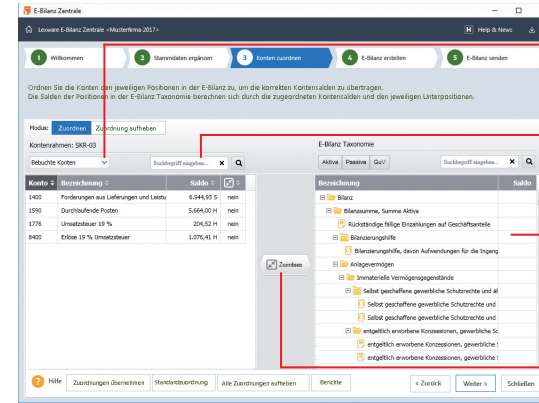 E-Bilanz Zentrale
Lexware E-Bilanz Zentrale <Musterfirma 2017>
H Help & News
1 Willkommen
2 Stammdaten ergänzen
3 Konten zuordnen
4 E-Bilanz erstellen
5 E-Bilanz senden
Ordnen Sie die Konten den jeweiligen Positionen in der E-Bilanz zu, um die korrekten Kontensalden zu übertragen.
Die Salden der Positionen in der E-Bilanz Taxonomie berechnen sich durch die zugeordneten Kontensalden und den jeweiligen Unterpositionen.
Modus: Zuordnen Zuordnung aufheben
Kontenrahmen: SKR-03
E-Bilanz Taxonomie
Bebuchte Konten
Suchbegriff eingeben... x
Aktiva Passiva GuV
Suchbegriff eingeben... x
Konto Bezeichnung Saldo
Bezeichnung Saldo
1400 Forderungen aus Lieferungen und Leistu 6.944,93 S nein
1590 Durchlaufende Posten 5.664,00 H nein
1776 Umsatzsteuer 19 % 204,52 H nein
8400 Erlöse 19 % Umsatzsteuer 1.076,41 H nein
Bilanz
Bilanzsumme, Summe Aktiva
Rückständige fällige Einzahlungen auf Geschäftsanteile
Bilanzierungshilfe
Bilanzierungshilfe, davon Aufwendungen für die Ingang
Anlagevermögen
Immaterielle Vermögensgegenstände
Selbst geschaffene gewerbliche Schutzrechte und äl
Selbst geschaffene gewerbliche Schutzrechte und
Selbst geschaffene gewerbliche Schutzrechte und
entgeltlich erworbene Konzessionen, gewerbliche Sc
entgeltlich erworbene Konzessionen, gewerbliche S
entgeltlich erworbene Konzessionen, gewerbliche S
? Hilfe
Zuordnungen übernehmen
Standardzuordnung
Alle Zuordnungen aufheben
Berichte
< Zurück
Weiter >
Schließen